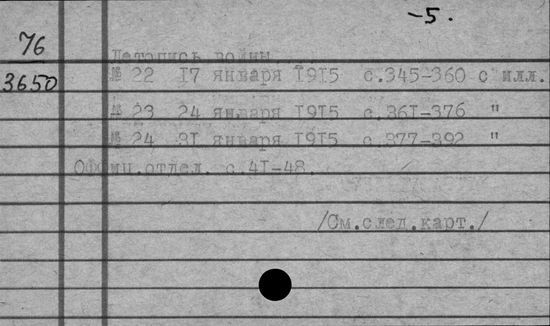 -5.
76
Летопись войны
3650
№ 22 17 января 1915 с.345-360 с илл.
№ 23 24 января 1915 с.361-376 "
№ 24 31 января 1915 с.377-392 "
Офиц.отдел. с.41-48.
/См.след.карт./